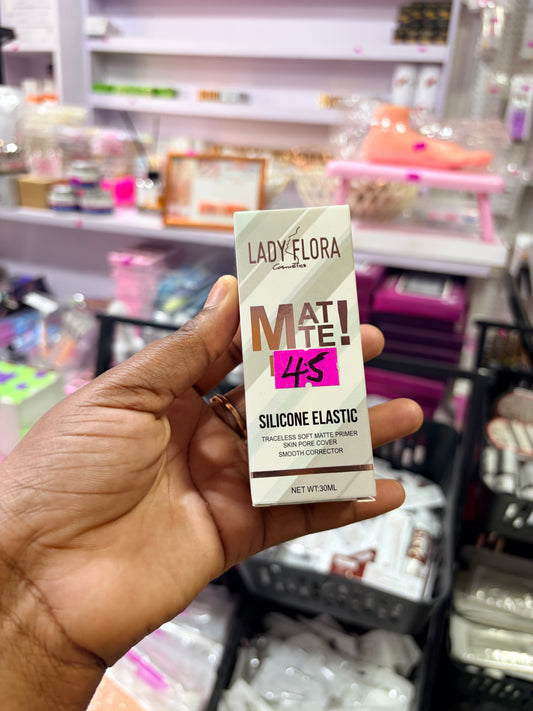 LADY FLORA
Cosmetics
MATTE!
45
SILICONE ELASTIC
TRACELESS SOFT MATTE PRIMER
SKIN PORE COVER
SMOOTH CORRECTOR
NET WT:30ML